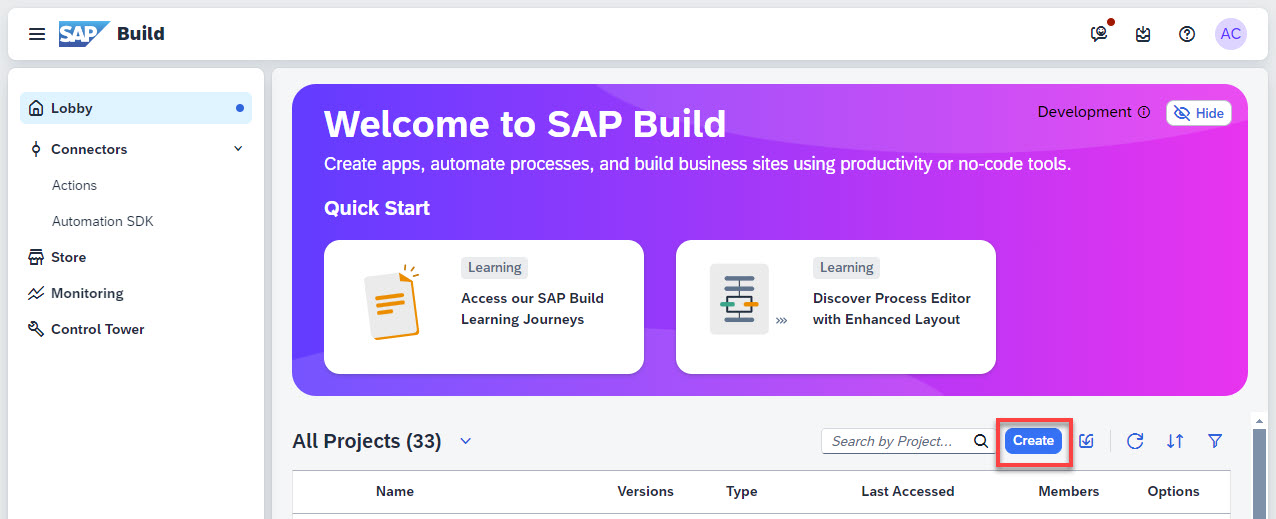 SAP Build
AC
Lobby
Connectors
Actions
Automation SDK
Store
Monitoring
Control Tower
Welcome to SAP Build
Development
Hide
Create apps, automate processes, and build business sites using productivity or no-code tools.
Quick Start
Learning
Access our SAP Build
Learning Journeys
Learning
Discover Process Editor
with Enhanced Layout
All Projects (33)
Search by Project...
Create
Name Versions Type Last Accessed Members Options